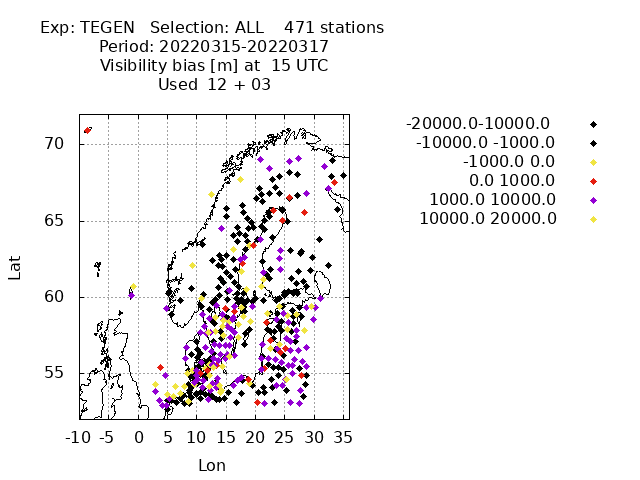 Exp: TEGEN Selection: ALL 471 stations
Period: 20220315-20220317
Visibility bias [m] at 15 UTC
Used 12 + 03
-20000.0-10000.0
-10000.0 -1000.0
-1000.0 0.0
0.0 1000.0
1000.0 10000.0
10000.0 20000.0
70
65
60
55
Lat
-10 -5 0 5 10 15 20 25 30 35
Lon